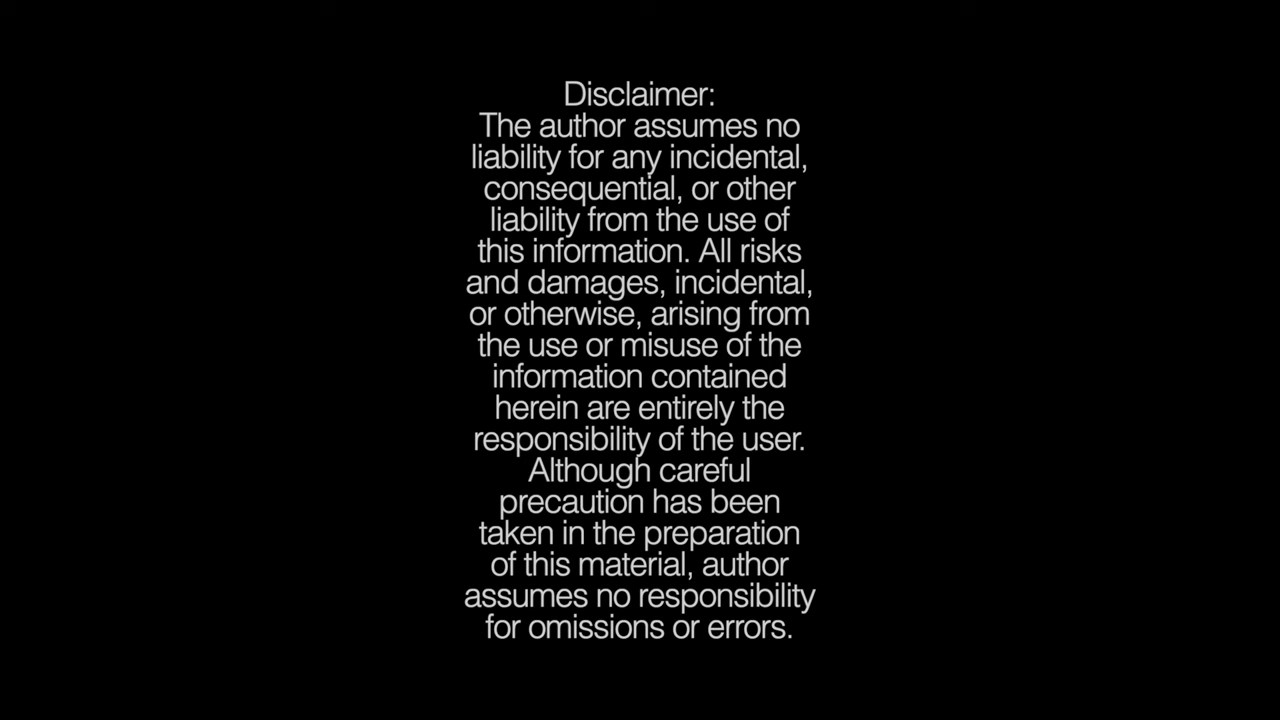 Disclaimer:
The author assumes no
liability for any incidental,
consequential, or other
liability from the use of
this information. All risks
and damages, incidental,
or otherwise, arising from
the use or misuse of the
information contained
herein are entirely the
responsibility of the user.
Although careful
precaution has been
taken in the preparation
of this material, author
assumes no responsibility
for omissions or errors.